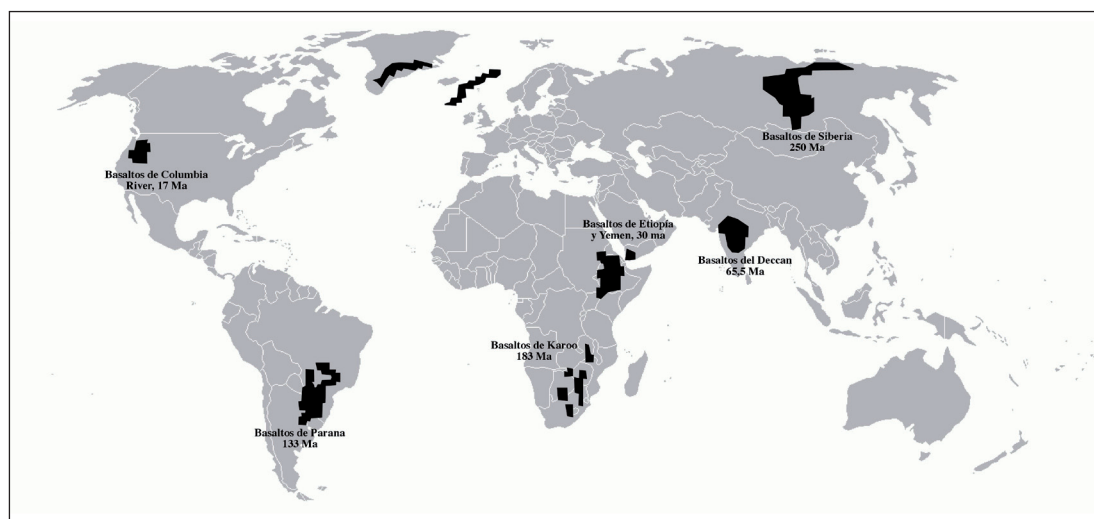 Basaltos de Siberia
250 Ma
Basaltos de Columbia
River, 17 Ma
Basaltos de Etiopía
y Yemen, 30 ma
Basaltos del Deccan
65,5 Ma
Basaltos de Karoo
183 Ma
Basaltos de Parana
133 Ma